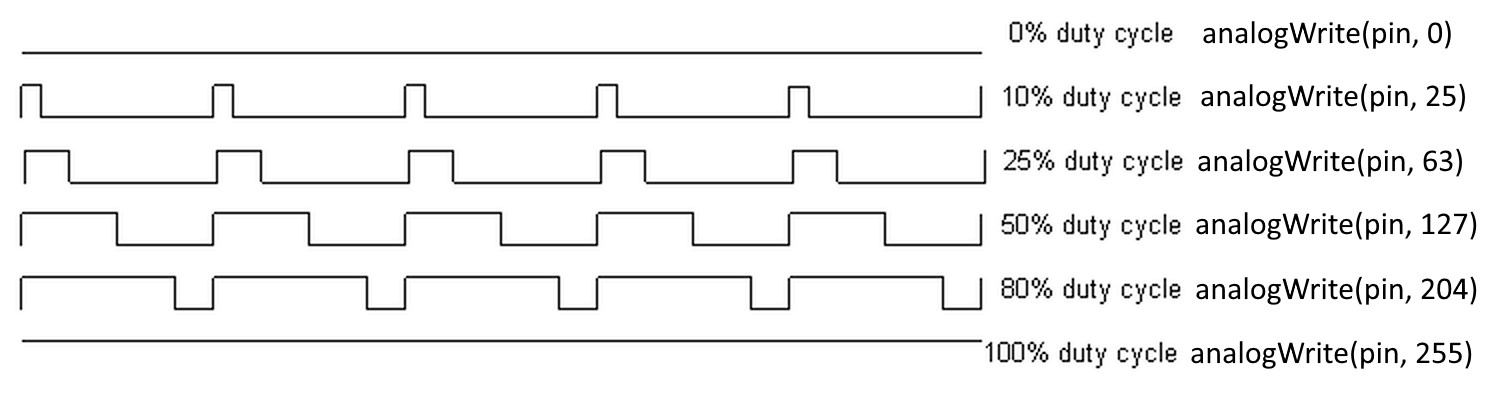 0% duty cycle analogWrite(pin, 0)
10% duty cycle analogWrite(pin, 25)
25% duty cycle analogWrite(pin, 63)
50% duty cycle analogWrite(pin, 127)
80% duty cycle analogWrite(pin, 204)
100% duty cycle analogWrite(pin, 255)